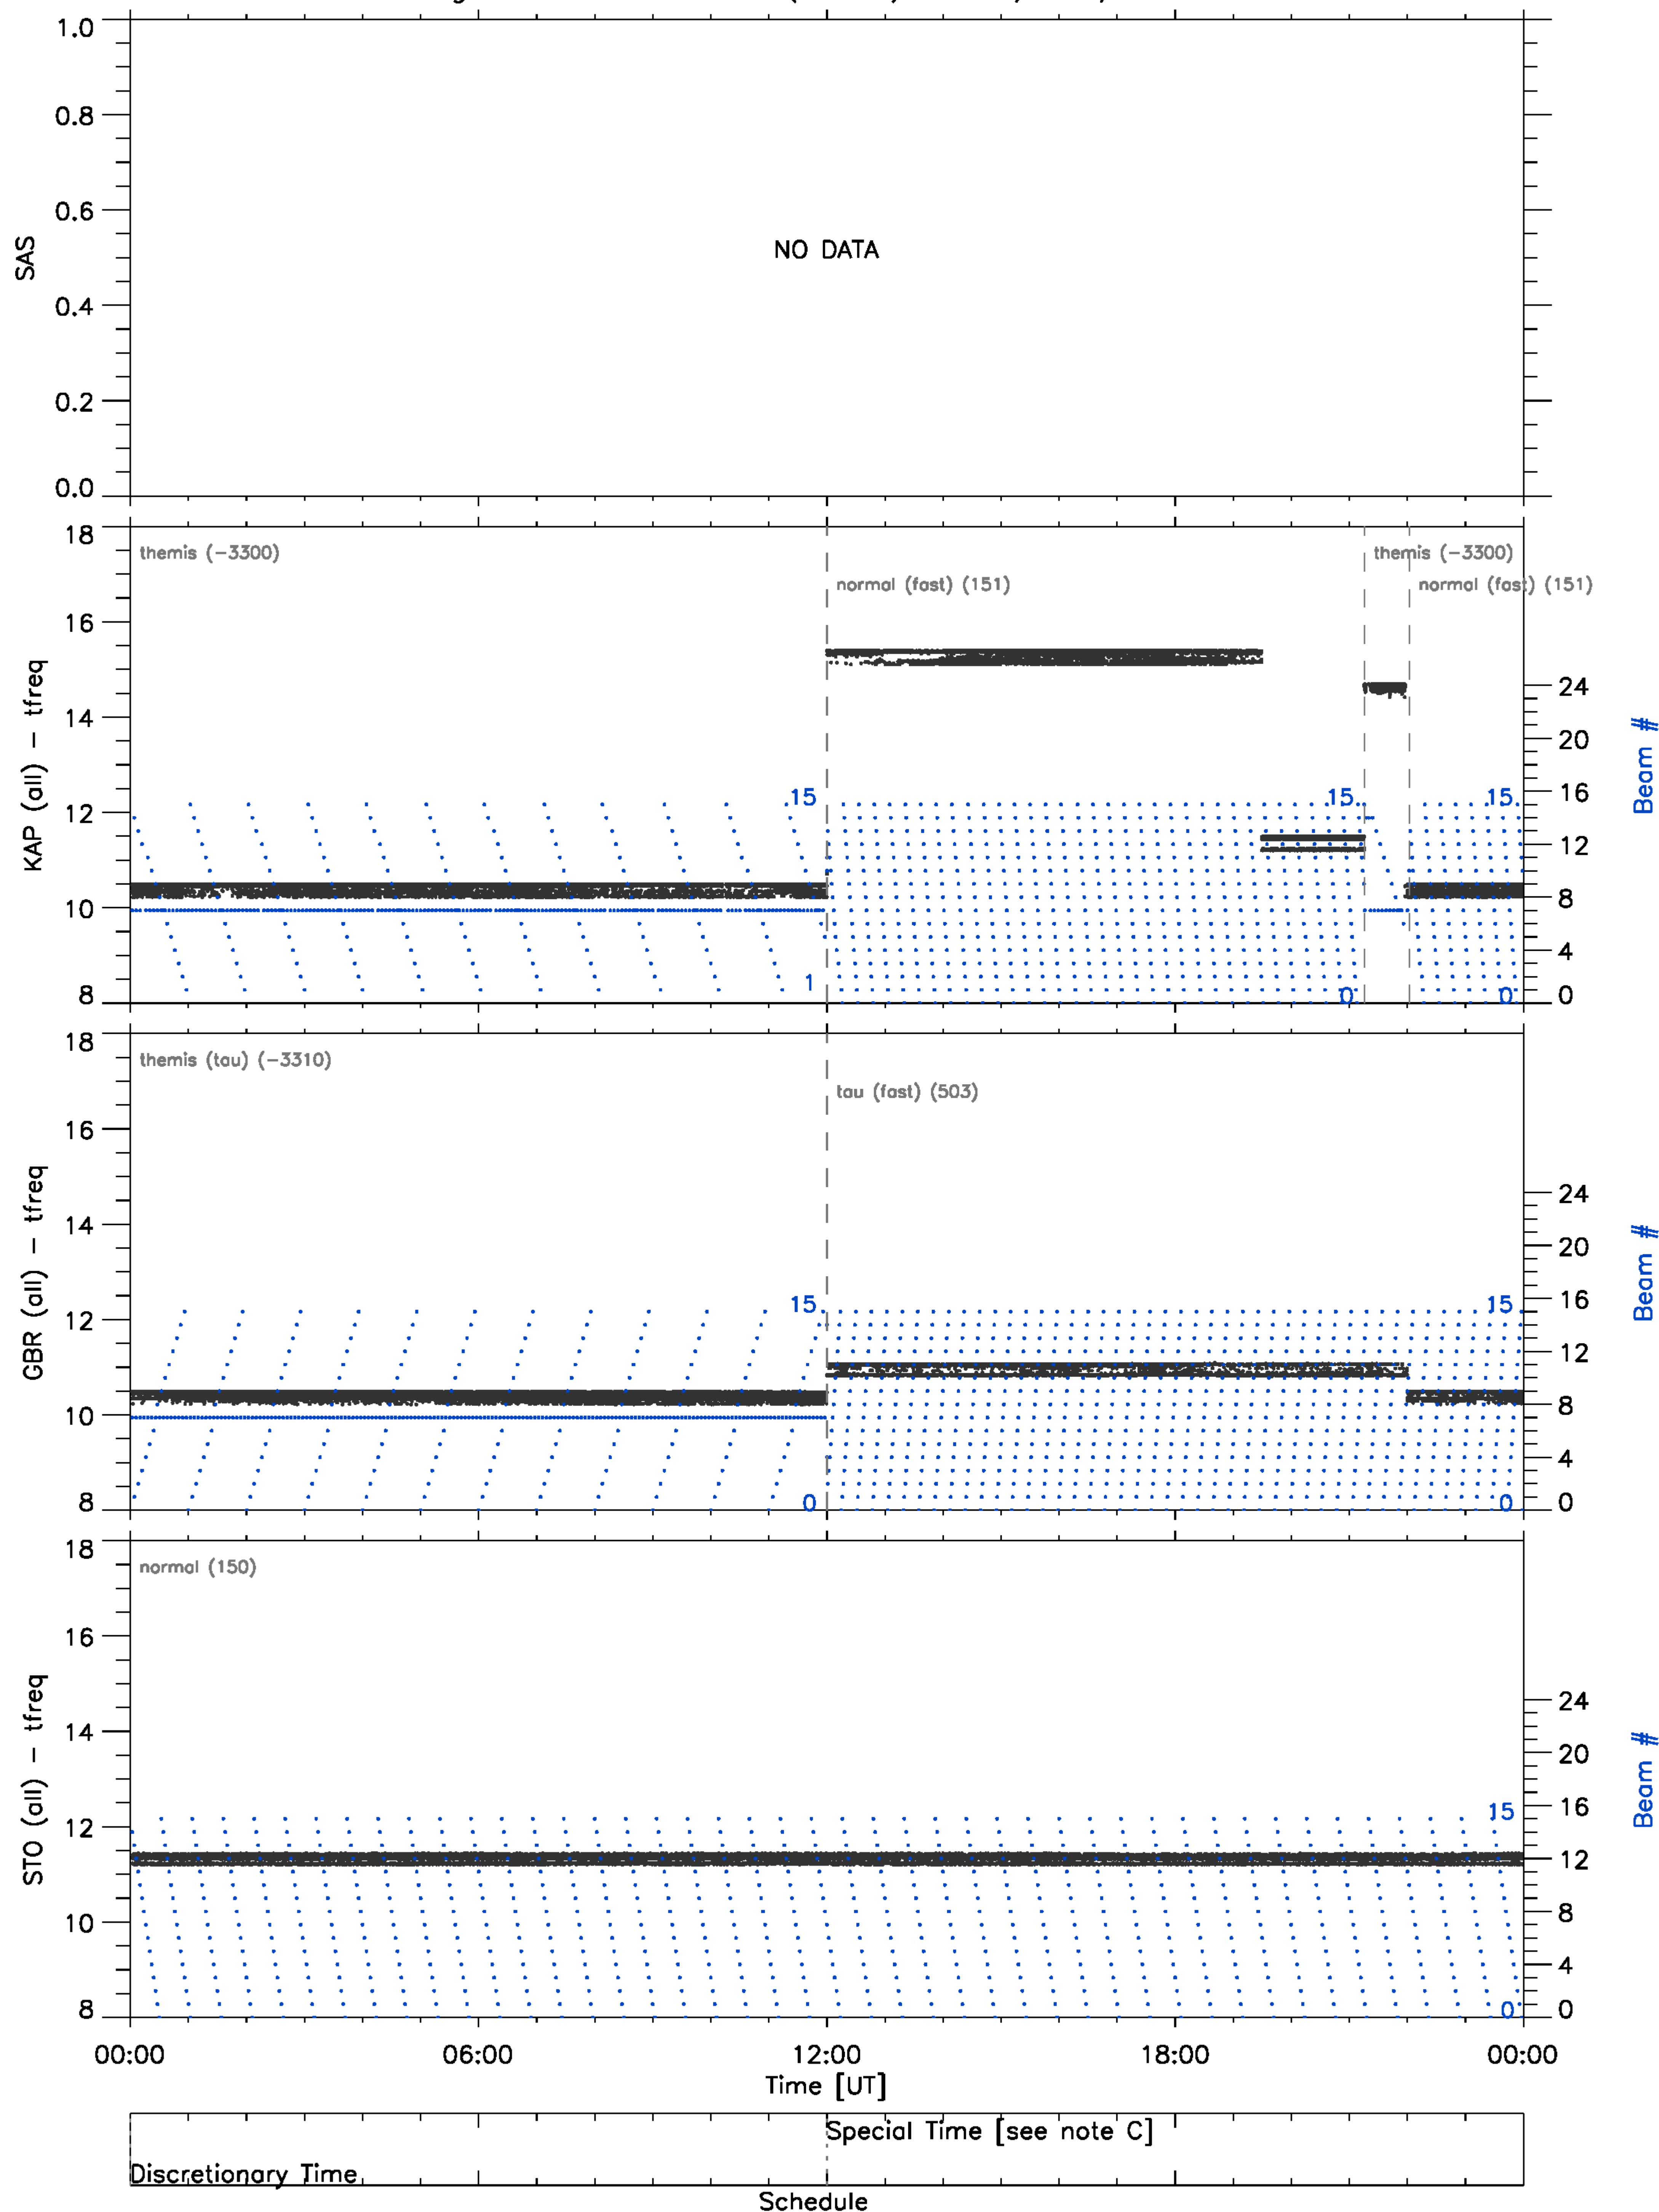 1.0
0.8
0.6
0.4
0.2
0.0
SAS
NO DATA
18
16
14
12
10
8
KAP (all) − tfreq
themis (−3300)
normal (fast) (151)
themis (−3300)
normal (fast) (151)
15
1
15
0
15
0
24
20
16
12
8
4
0
Beam #
18
16
14
12
10
8
GBR (all) − tfreq
themis (tau) (−3310)
tau (fast) (503)
15
0
15
0
24
20
16
12
8
4
0
Beam #
18
16
14
12
10
8
STO (all) − tfreq
normal (150)
15
0
24
20
16
12
8
4
0
Beam #
00:00 06:00 12:00 18:00 00:00
Time [UT]
Special Time [see note C]
Discretionary Time
Schedule